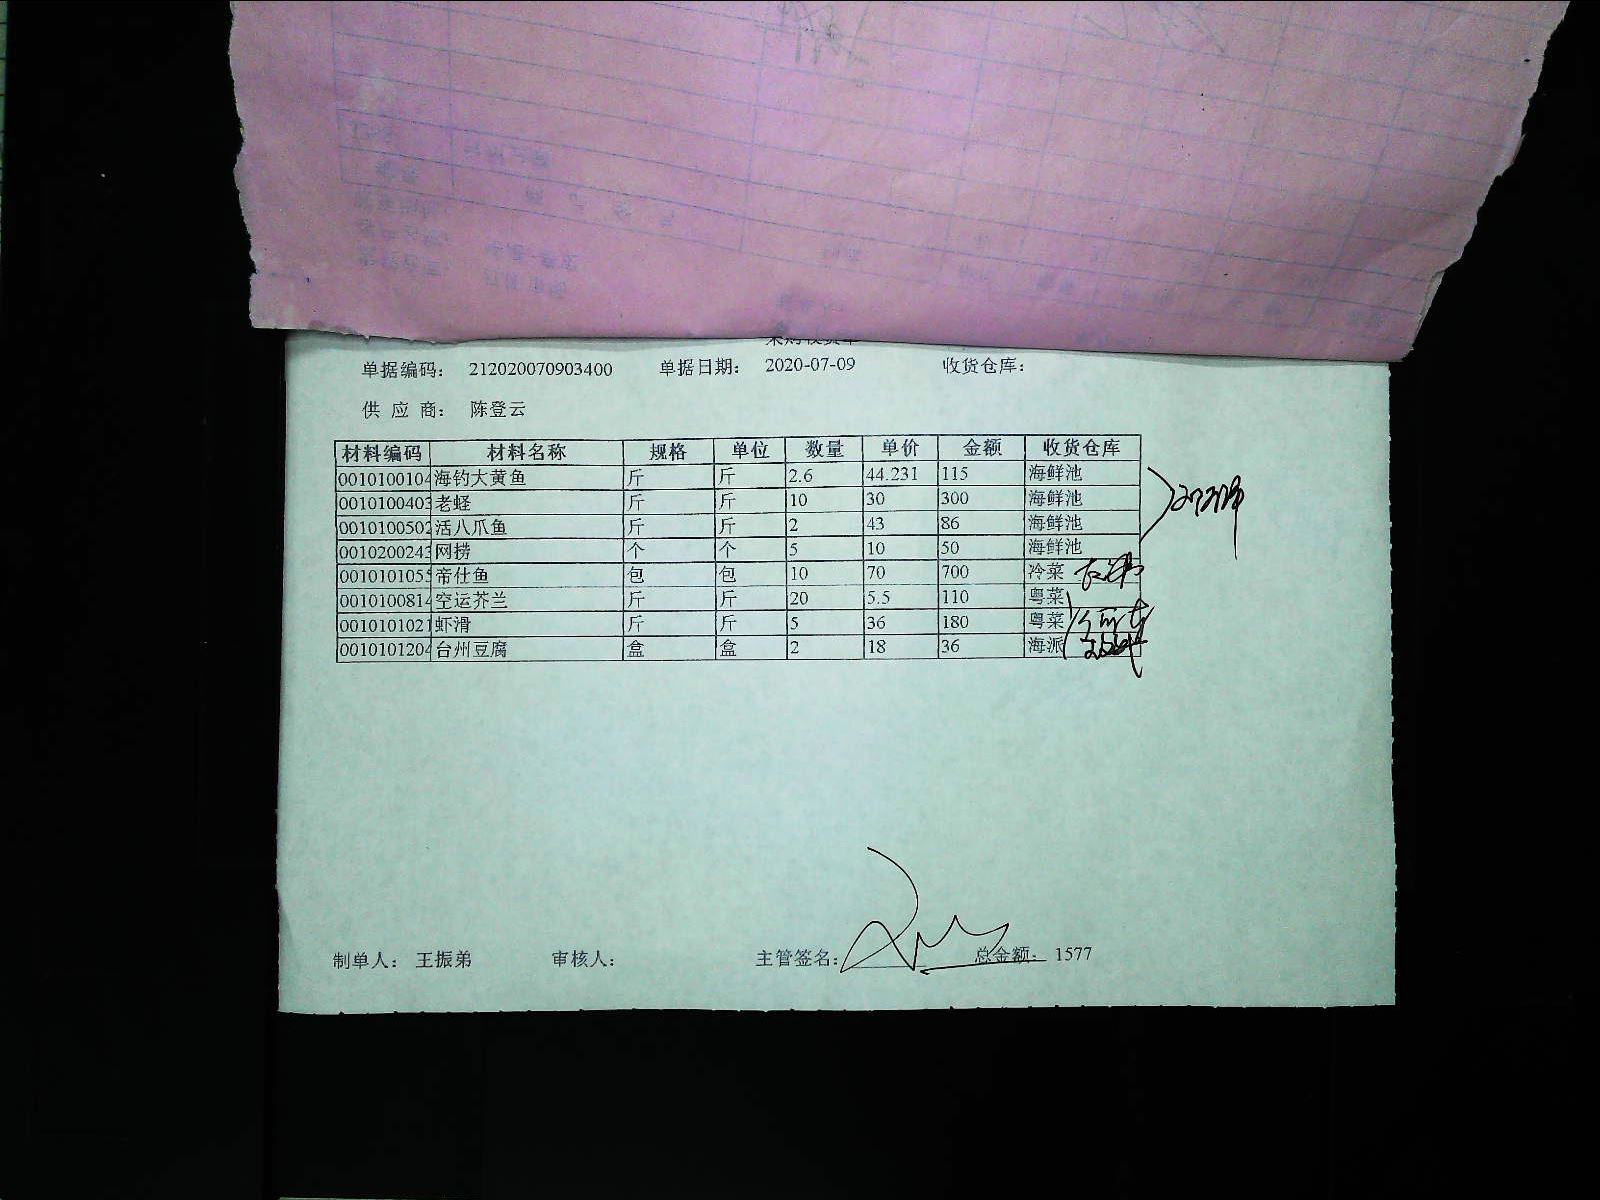 单据编码： 212020070903400 单据日期： 2020-07-09 收货仓库：
供 应 商： 陈登云
材料编码 材料名称 规格 单位 数量 单价 金额 收货仓库
0010100104 海钓大黄鱼 斤 斤 2.6 44.231 115 海鲜池
0010100403 老蛏 斤 斤 10 30 300 海鲜池
0010100502 活八爪鱼 斤 斤 2 43 86 海鲜池
0010200243 网捞 个 个 5 10 50 海鲜池
0010101055 帝仕鱼 包 包 10 70 700 冷菜
0010100814 空运芥兰 斤 斤 20 5.5 110 粤菜
0010101021 虾滑 斤 斤 5 36 180 粤菜
0010101204 台州豆腐 盒 盒 2 18 36 海派
制单人： 王振弟 审核人： 主管签名： 总金额： 1577